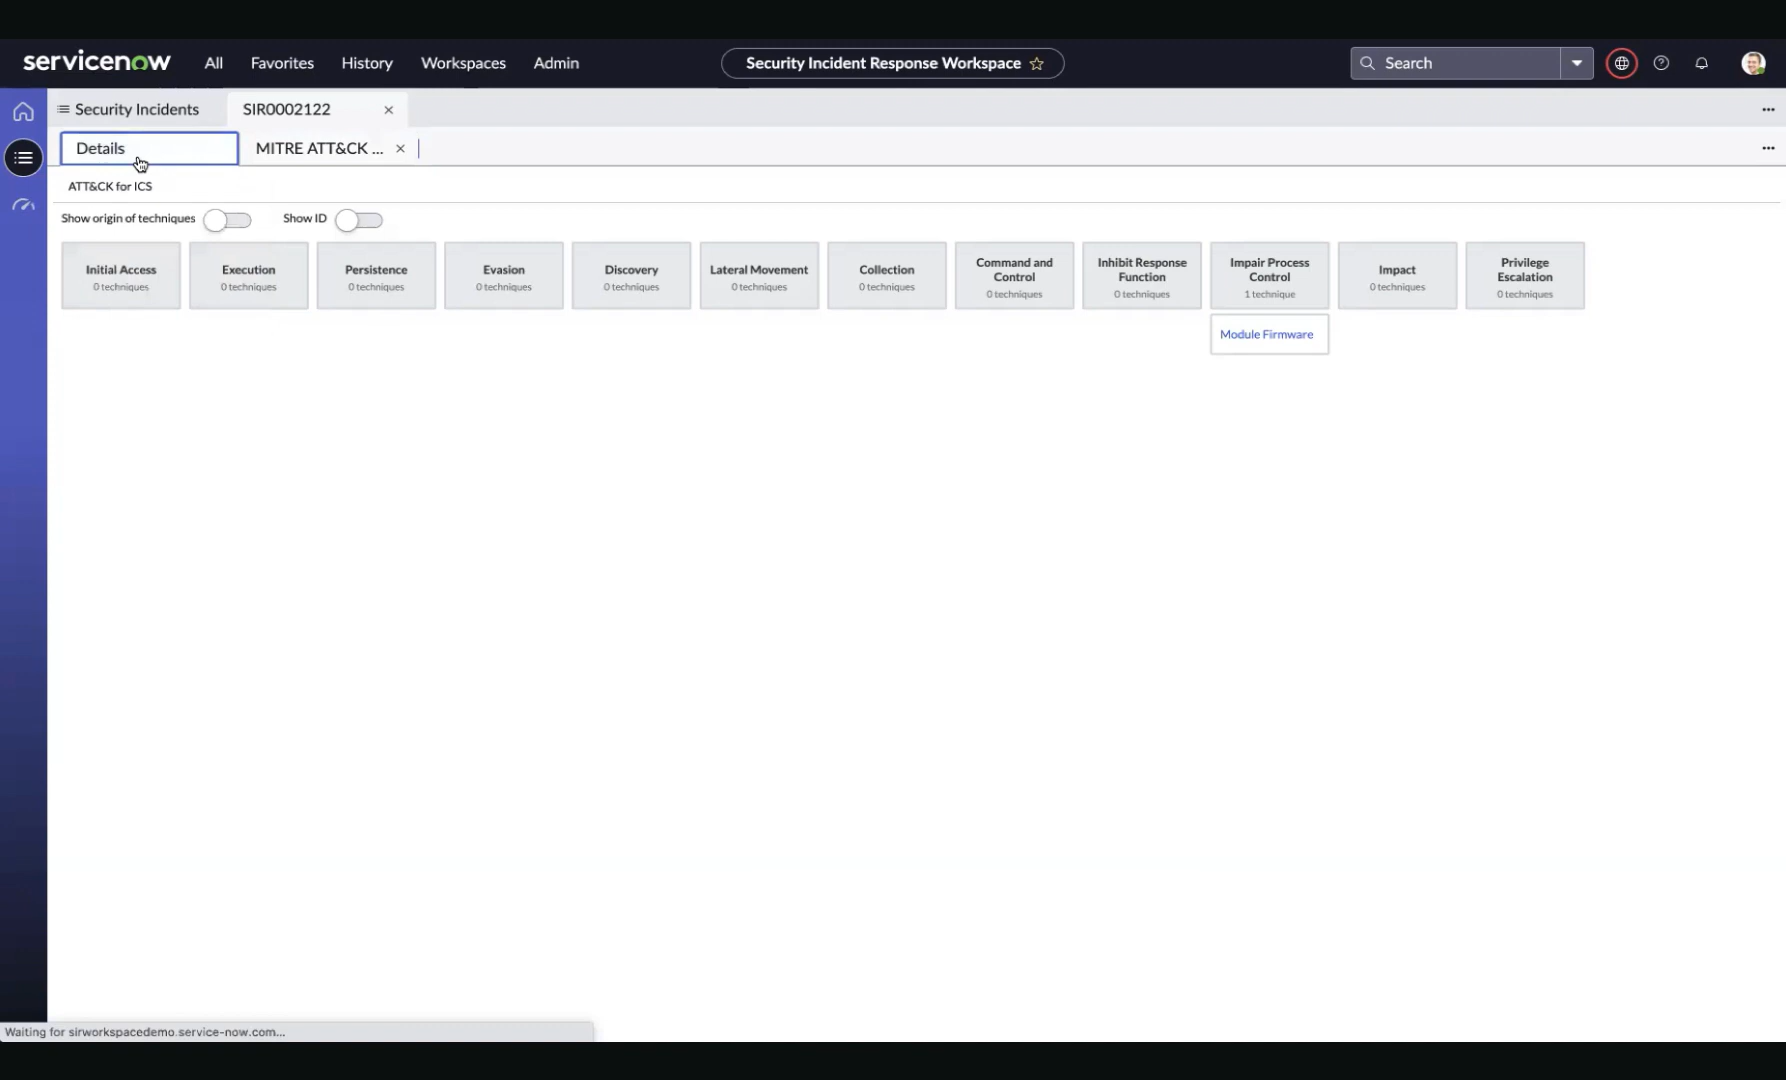 servicenow All Favorites History Workspaces Admin Security Incident Response Workspace Search
Security Incidents SIR0002122
Details MITRE ATT&CK ...
ATT&CK for ICS
Show origin of techniques Show ID
Initial Access
0 techniques
Execution
0 techniques
Persistence
0 techniques
Evasion
0 techniques
Discovery
0 techniques
Lateral Movement
0 techniques
Collection
0 techniques
Command and
Control
0 techniques
Inhibit Response
Function
0 techniques
Impair Process
Control
1 technique
Module Firmware
Impact
0 techniques
Privilege
Escalation
0 techniques
Waiting for sirworkspacedemo.service-now.com...